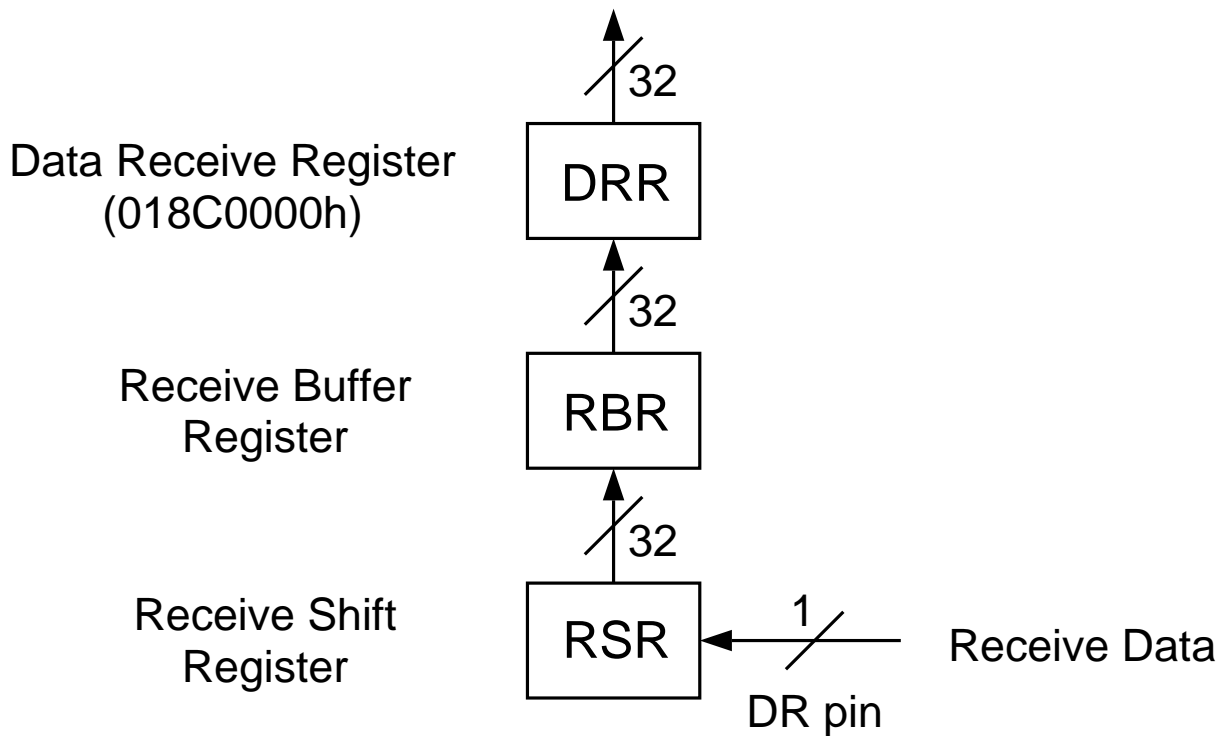 32
Data Receive Register
(018C0000h)
DRR
32
Receive Buffer
Register
RBR
32
Receive Shift
Register
RSR
1
Receive Data
DR pin